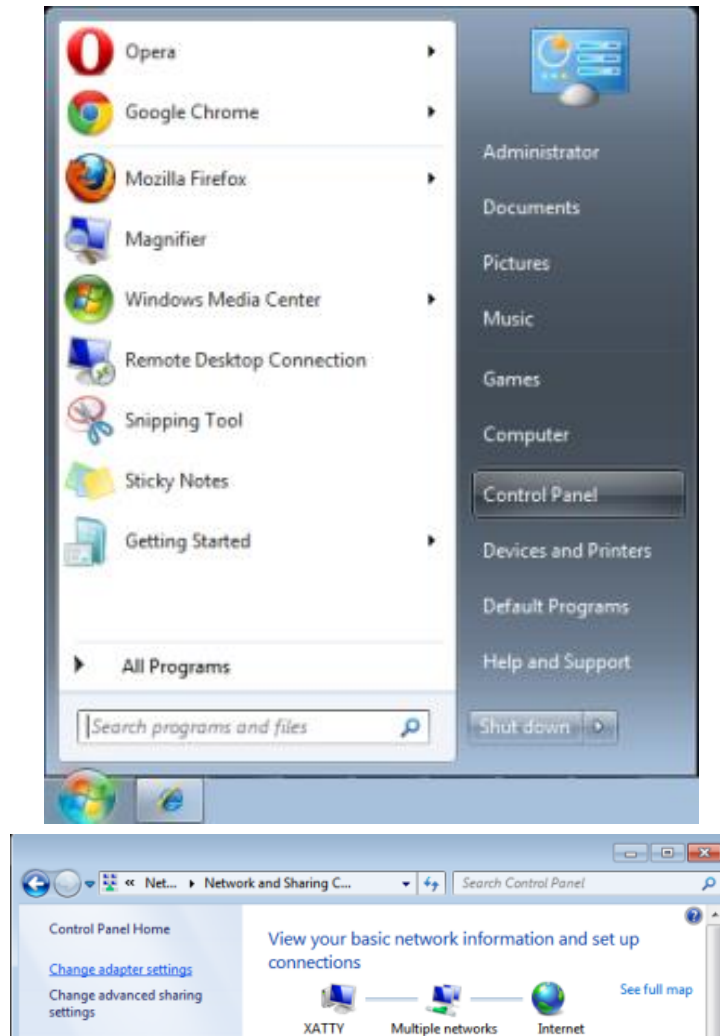 Opera
Google Chrome
Mozilla Firefox
Magnifier
Windows Media Center
Remote Desktop Connection
Snipping Tool
Sticky Notes
Getting Started
All Programs
Search programs and files
Administrator
Documents
Pictures
Music
Games
Computer
Control Panel
Devices and Printers
Default Programs
Help and Support
Shut down
« Net... Network and Sharing C...
Search Control Panel
Control Panel Home
Change adapter settings
Change advanced sharing
settings
View your basic network information and set up
connections
See full map
XATTY Multiple networks Internet